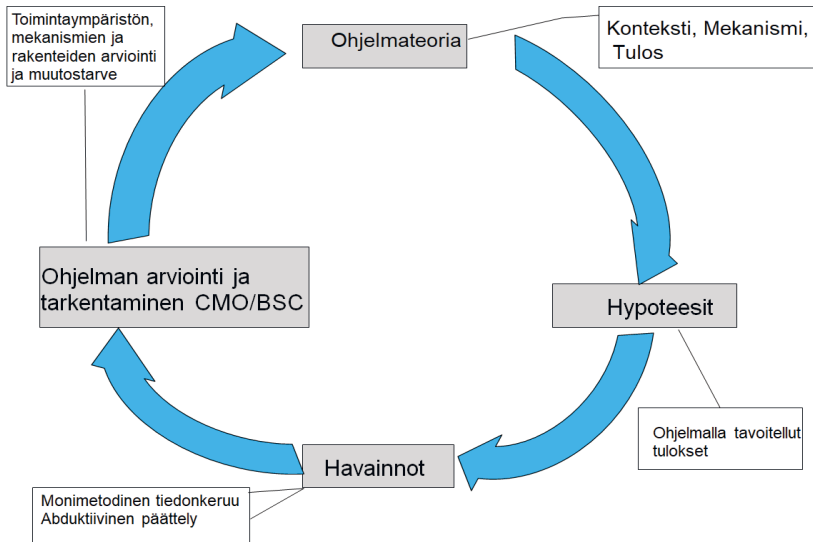 Toimintaympäristön,
mekanismien ja
rakenteiden arviointi
ja muutostarve
Ohjelmateoria
Konteksti, Mekanismi,
Tulos
Ohjelman arviointi ja
tarkentaminen CMO/BSC
Hypoteesit
Ohjelmalla tavoitellut
tulokset
Havainnot
Monimetodinen tiedonkeruu
Abduktiivinen päättely